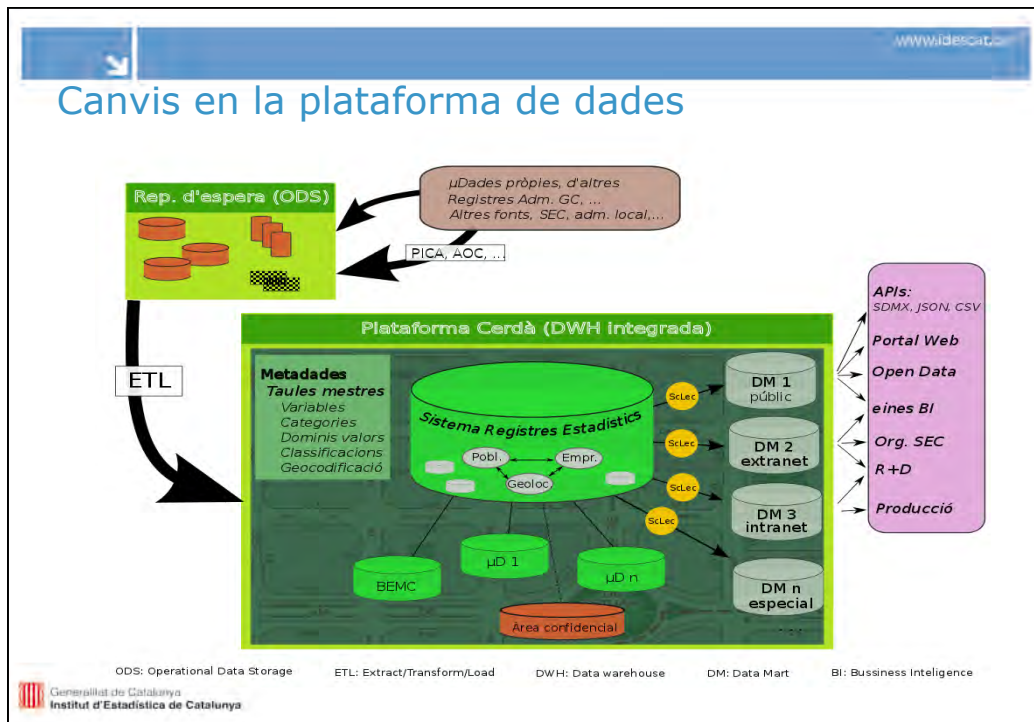 www.idescat.cat
Canvis en la plataforma de dades
µDades pròpies, d'altres
Registres Adm. GC, ...
Altres fonts, SEC, adm. local,...
Rep. d'espera (ODS)
PICA, AOC, ...
ETL
Plataforma Cerdà (DWH integrada)
Metadades
Taules mestres
Variables
Categories
Dominis valors
Classificacions
Geocodificació
Sistema Registres Estadístics
Pobl.
Empr.
Geoloc
BEMC
µD 1
µD n
Àrea confidencial
ScLec
ScLec
ScLec
ScLec
DM 1
públic
DM 2
extranet
DM 3
intranet
DM n
especial
...
APIs:
SDMX, JSON, CSV
Portal Web
Open Data
eines BI
Org. SEC
R+D
Producció
ODS: Operational Data Storage ETL: Extract/Transform/Load DWH: Data warehouse DM: Data Mart BI: Bussiness Inteligence
Generalitat de Catalunya
Institut d'Estadística de Catalunya